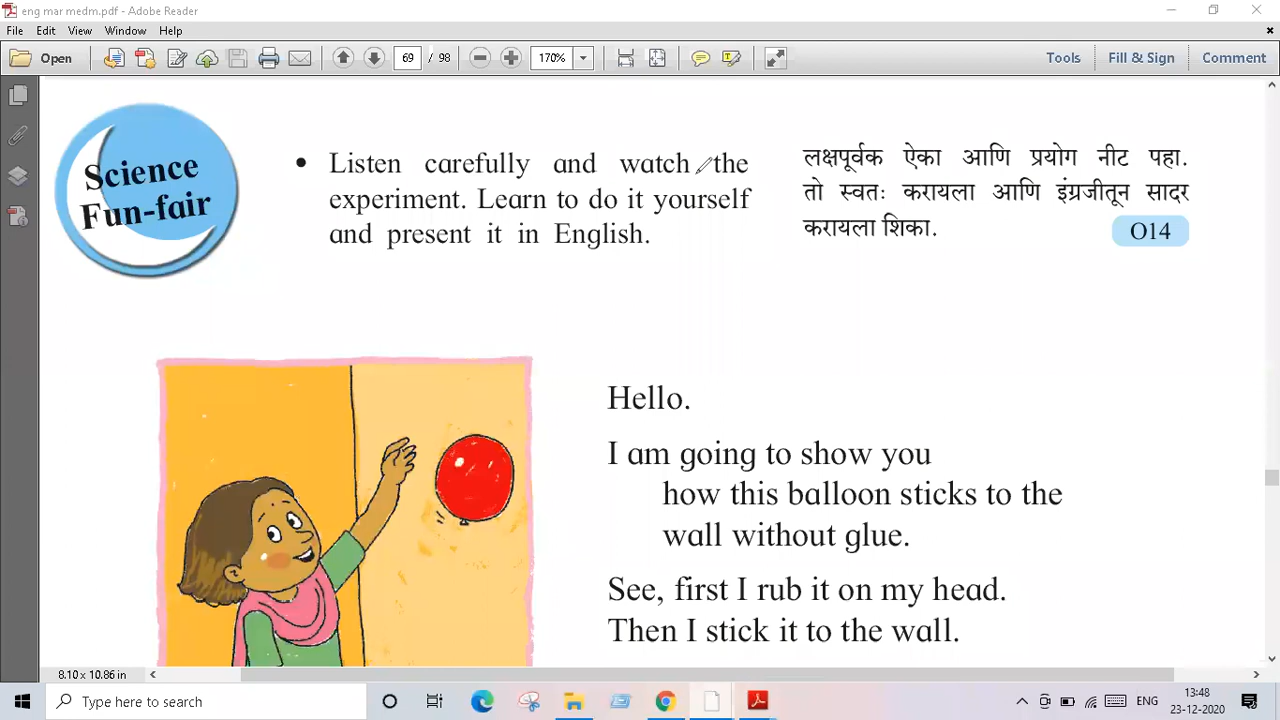 eng mar medm.pdf - Adobe Reader
File Edit View Window Help
Open 69 / 98 170% Tools Fill & Sign Comment
Science
Fun-fair
• Listen carefully and watch the
experiment. Learn to do it yourself
and present it in English.
लक्षपूर्वक ऐका आणि प्रयोग नीट पहा.
तो स्वतः करायला आणि इंग्रजीतून सादर
करायला शिका.
O14
Hello.
I am going to show you
how this balloon sticks to the
wall without glue.
See, first I rub it on my head.
Then I stick it to the wall.
8.10 x 10.86 in
Type here to search
ENG
13:48
23-12-2020